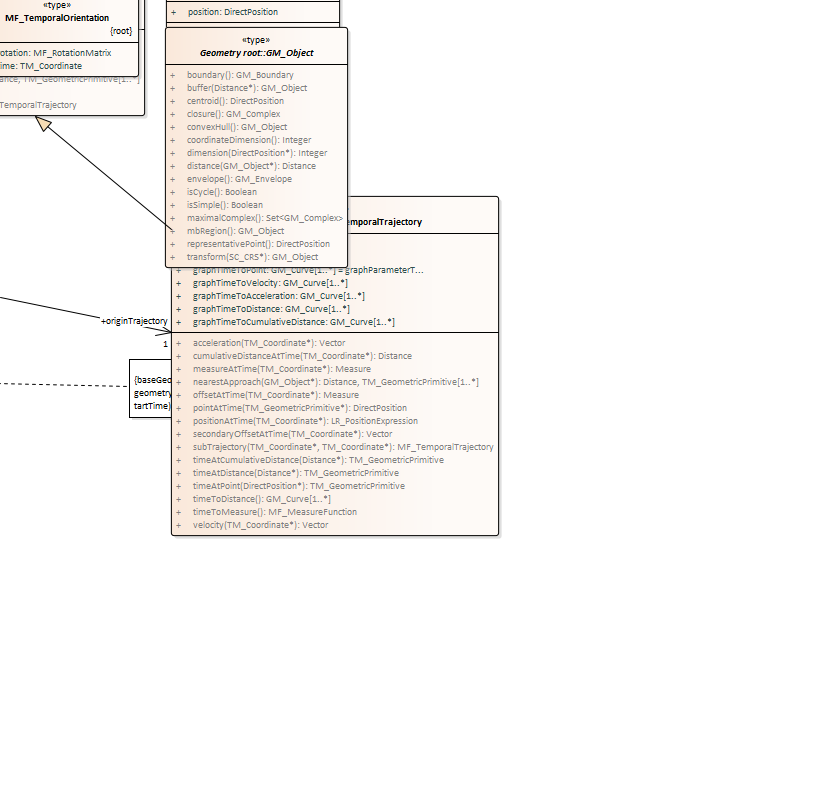 «type»
MF_TemporalOrientation
{root}
otation: MF_RotationMatrix
ime: TM_Coordinate
ance, TM_GeometricPrimitive[1..*]
TemporalTrajectory
+ position: DirectPosition
«type»
Geometry root::GM_Object
+ boundary(): GM_Boundary
+ buffer(Distance*): GM_Object
+ centroid(): DirectPosition
+ closure(): GM_Complex
+ convexHull(): GM_Object
+ coordinateDimension(): Integer
+ dimension(DirectPosition*): Integer
+ distance(GM_Object*): Distance
+ envelope(): GM_Envelope
+ isCycle(): Boolean
+ isSimple(): Boolean
+ maximalComplex(): Set<GM_Complex>
+ mbRegion(): GM_Object
+ representativePoint(): DirectPosition
+ transform(SC_CRS*): GM_Object
emporalTrajectory
+ graphTimeToPoint: GM_Curve[1..*] = graphParameterT...
+ graphTimeToVelocity: GM_Curve[1..*]
+ graphTimeToAcceleration: GM_Curve[1..*]
+ graphTimeToDistance: GM_Curve[1..*]
+ graphTimeToCumulativeDistance: GM_Curve[1..*]
+ acceleration(TM_Coordinate*): Vector
+ cumulativeDistanceAtTime(TM_Coordinate*): Distance
+ measureAtTime(TM_Coordinate*): Measure
+ nearestApproach(GM_Object*): Distance, TM_GeometricPrimitive[1..*]
+ offsetAtTime(TM_Coordinate*): Measure
+ pointAtTime(TM_GeometricPrimitive*): DirectPosition
+ positionAtTime(TM_Coordinate*): LR_PositionExpression
+ secondaryOffsetAtTime(TM_Coordinate*): Vector
+ subTrajectory(TM_Coordinate*, TM_Coordinate*): MF_TemporalTrajectory
+ timeAtCumulativeDistance(Distance*): TM_GeometricPrimitive
+ timeAtDistance(Distance*): TM_GeometricPrimitive
+ timeAtPoint(DirectPosition*): TM_GeometricPrimitive
+ timeToDistance(): GM_Curve[1..*]
+ timeToMeasure(): MF_MeasureFunction
+ velocity(TM_Coordinate*): Vector
+originTrajectory
1
{baseGeo
geometry
tartTime}